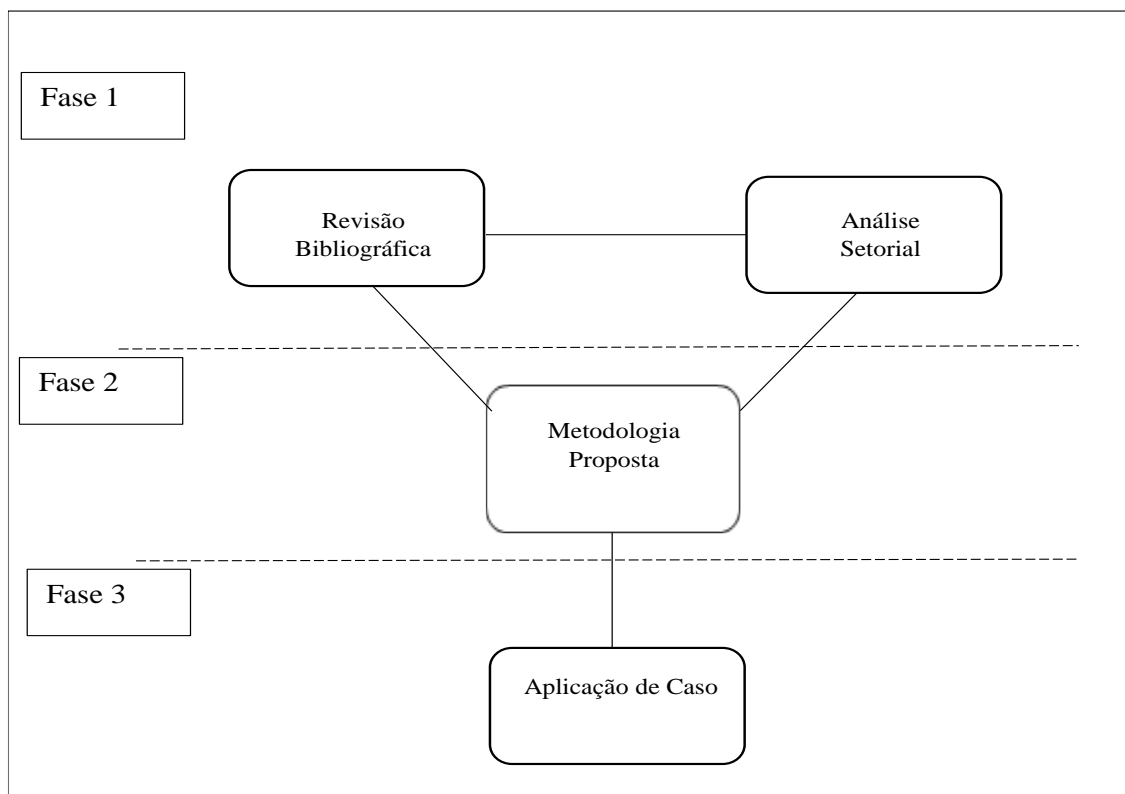 Fase 1
Revisão
Bibliográfica
Análise
Setorial
Fase 2
Metodologia
Proposta
Fase 3
Aplicação de Caso